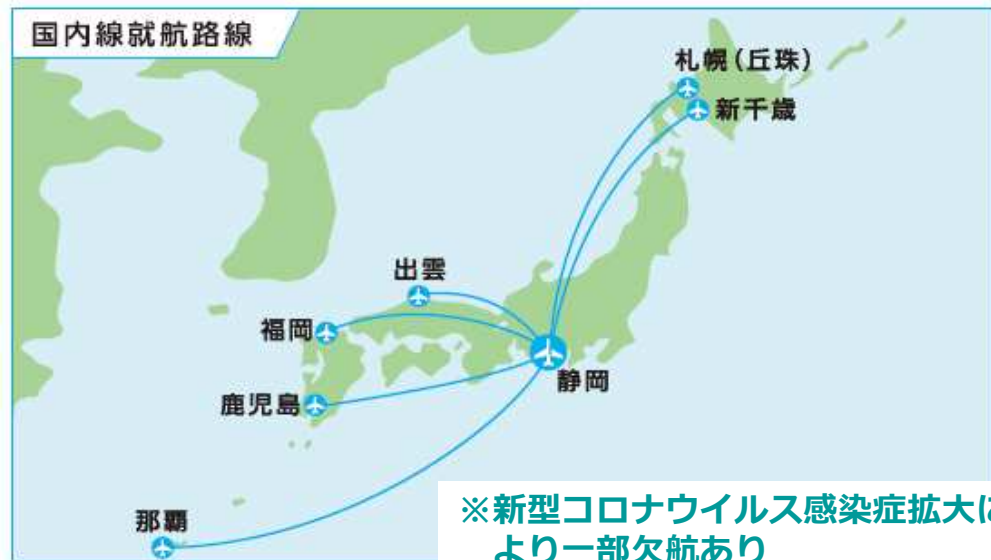 国内線就航路線
札幌(丘珠)
新千歳
出雲
福岡
静岡
鹿児島
那覇
※新型コロナウイルス感染症拡大に
より一部欠航あり